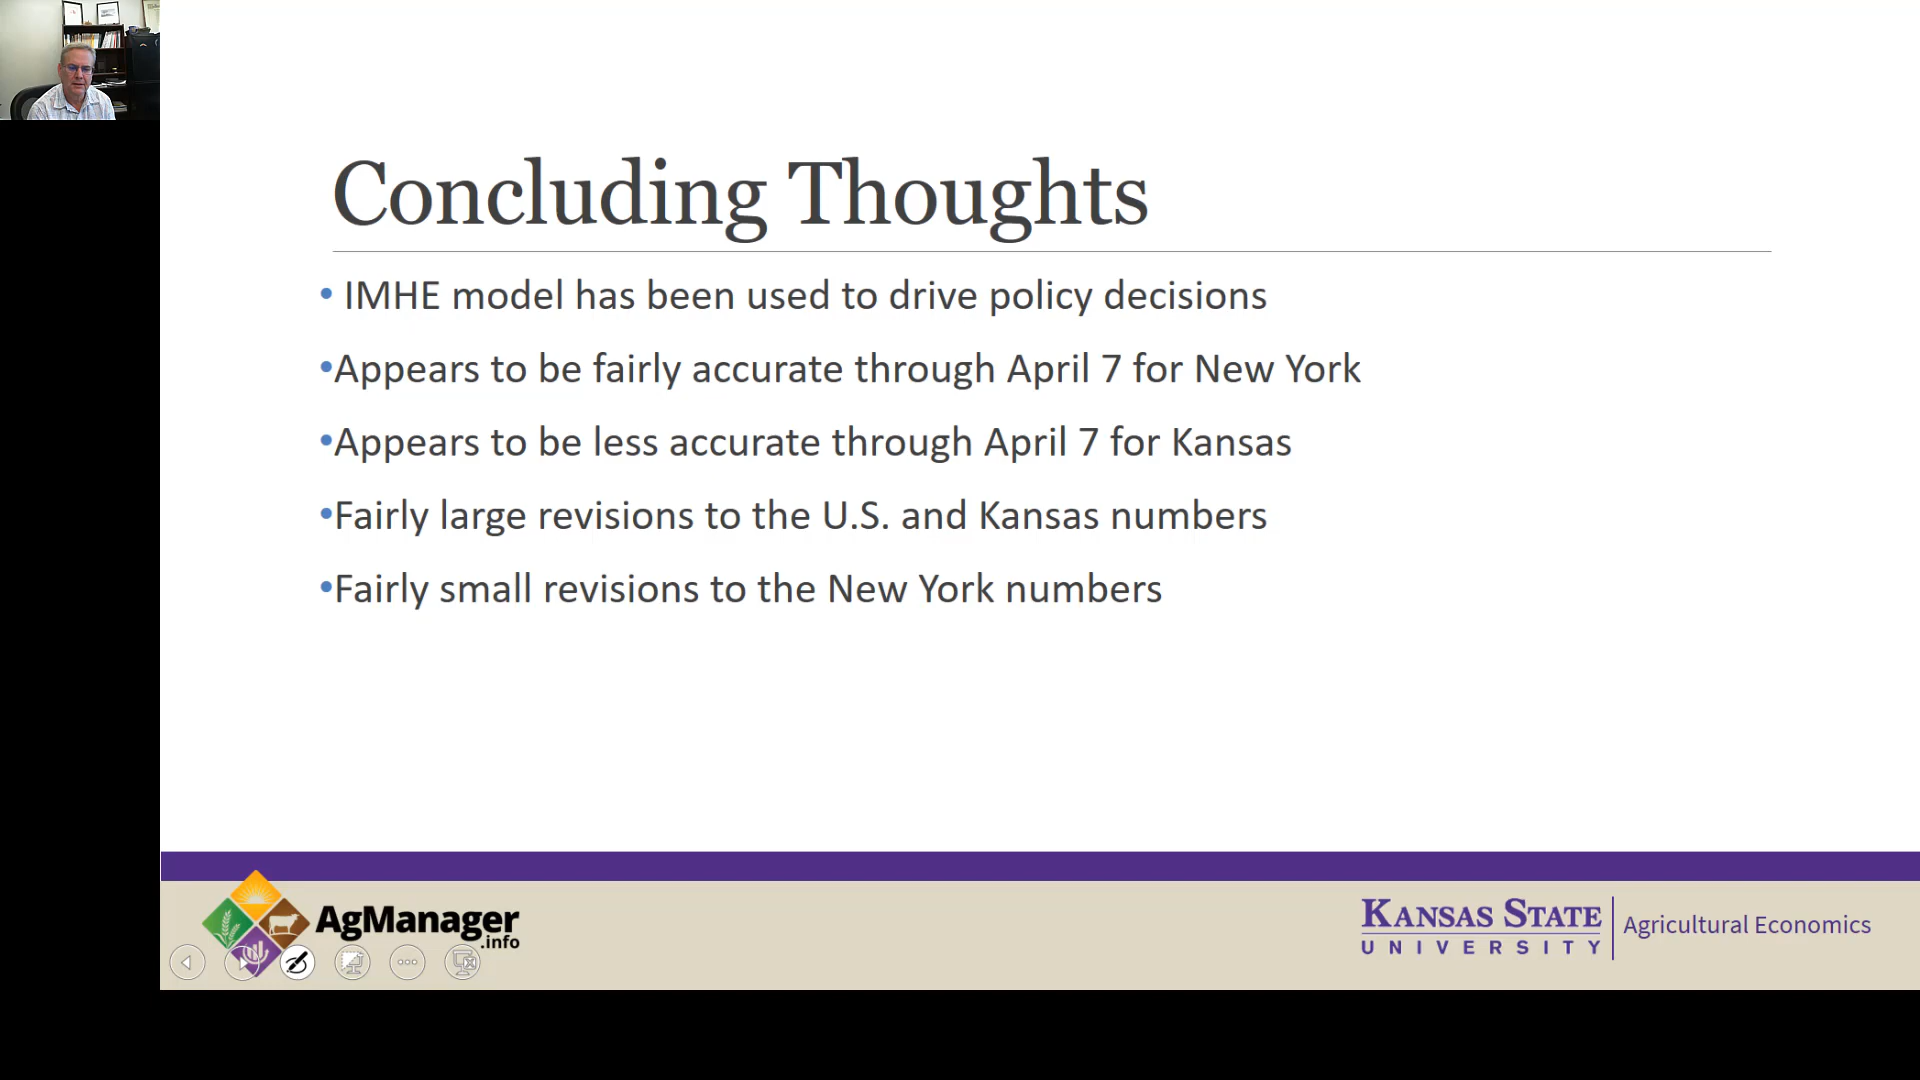 Concluding Thoughts
• IMHE model has been used to drive policy decisions
•Appears to be fairly accurate through April 7 for New York
•Appears to be less accurate through April 7 for Kansas
•Fairly large revisions to the U.S. and Kansas numbers
•Fairly small revisions to the New York numbers
AgManager
.info
KANSAS STATE
UNIVERSITY
Agricultural Economics